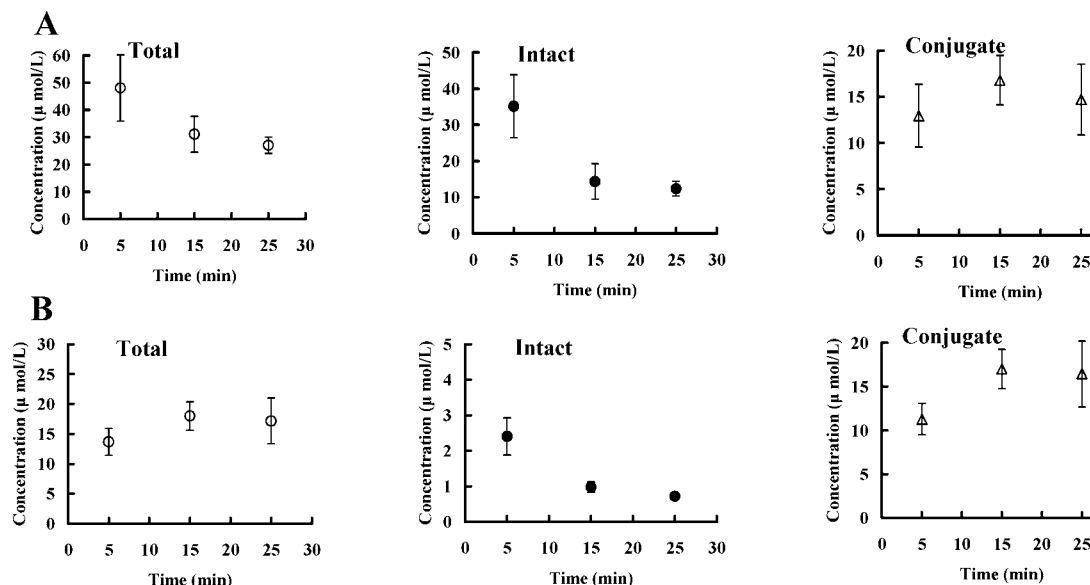 A
Total
Concentration (μ mol/L)
60
50
40
30
20
10
0
0 5 10 15 20 25 30
Time (min)
Intact
Concentration (μ mol/L)
50
40
30
20
10
0
0 5 10 15 20 25 30
Time (min)
Conjugate
Concentration (μ mol/L)
20
15
10
5
0
0 5 10 15 20 25
Time (min)
B
Total
Concentration (μ mol/L)
30
25
20
15
10
5
0
0 5 10 15 20 25 30
Time (min)
Intact
Concentration (μ mol/L)
5
4
3
2
1
0
0 5 10 15 20 25 30
Time (min)
Conjugate
Concentration (μ mol/L)
20
15
10
5
0
0 5 10 15 20 25
Time (min)